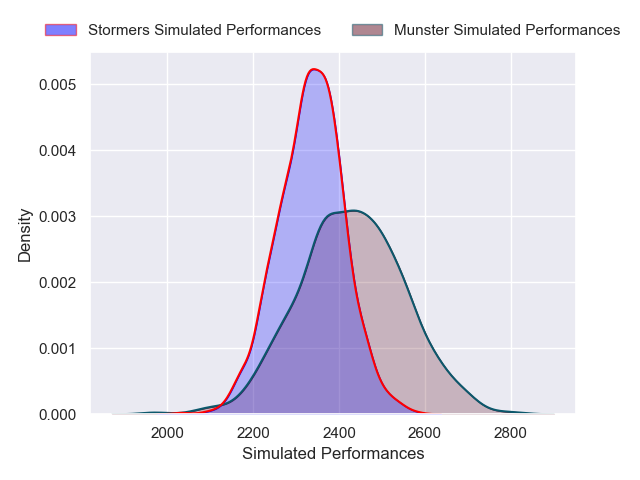 Stormers Simulated Performances Munster Simulated Performances
0.005
0.004
0.003
0.002
0.001
0.000
Density
2000 2200 2400 2600 2800
Simulated Performances